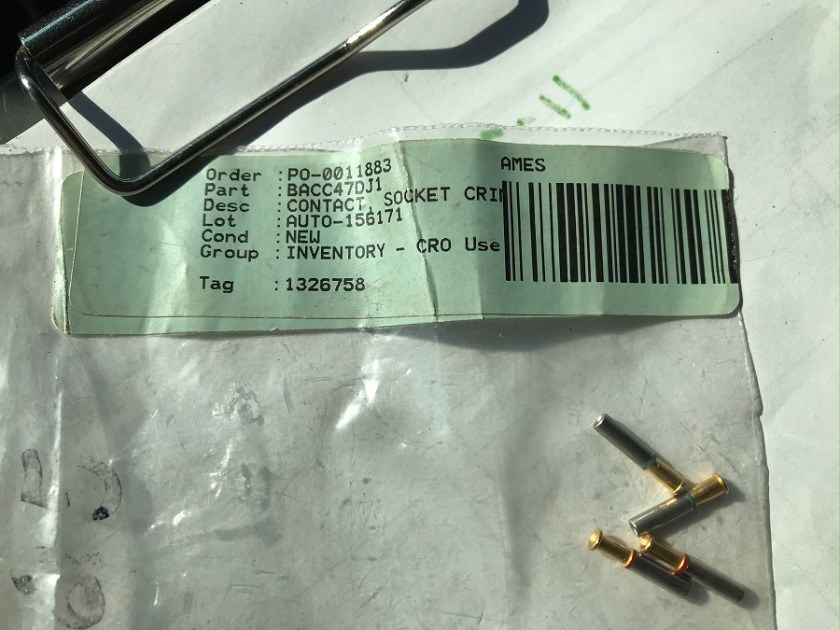 AMES
Order :PO-0011883
Part :BACC47DJ1
Desc :CONTACT, SOCKET CRI
Lot :AUTO-156171
Cond :NEW
Group :INVENTORY - CRO Use
Tag :1326758